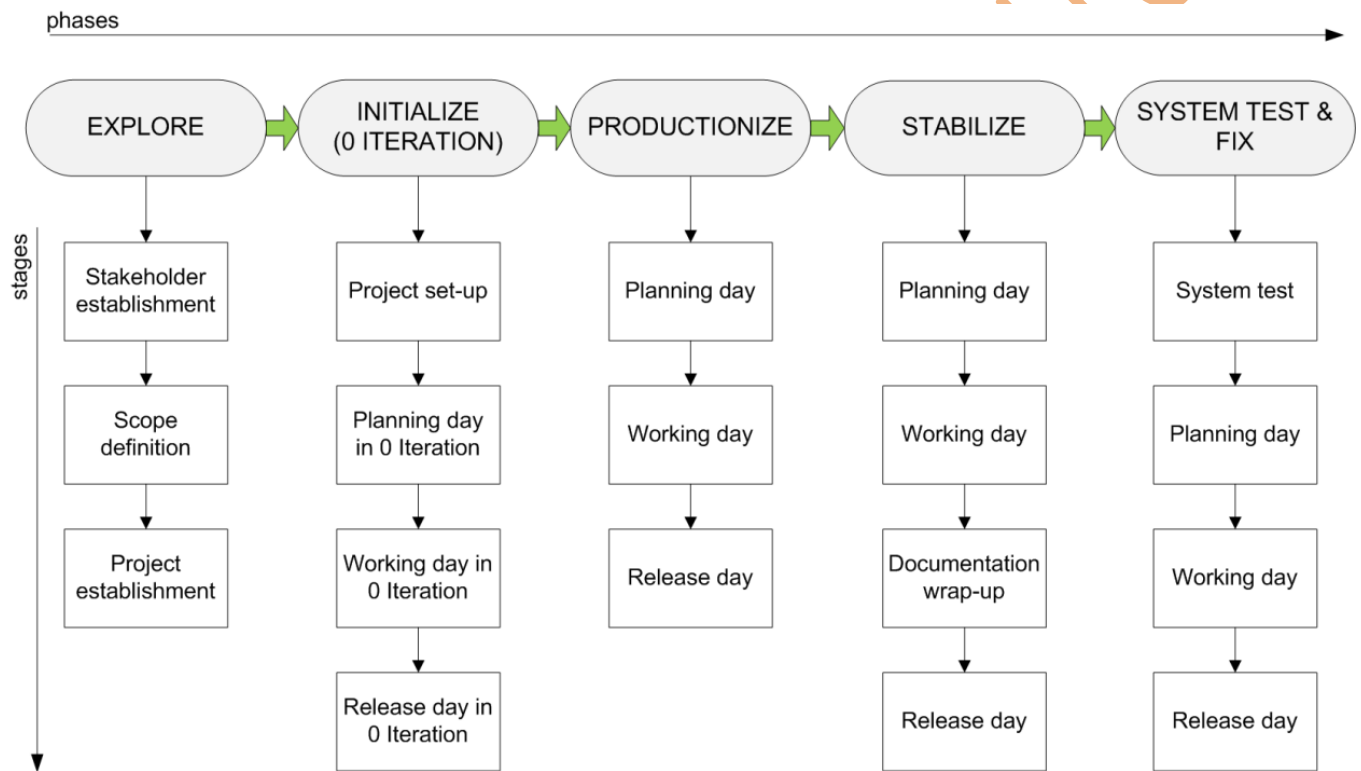 phases
EXPLORE
INITIALIZE
(0 ITERATION)
PRODUCTIONIZE
STABILIZE
SYSTEM TEST &
FIX
stages
Stakeholder
establishment
Scope
definition
Project
establishment
Project set-up
Planning day
in 0 Iteration
Working day in
0 Iteration
Release day in
0 Iteration
Planning day
Working day
Release day
Planning day
Working day
Documentation
wrap-up
Release day
System test
Planning day
Working day
Release day